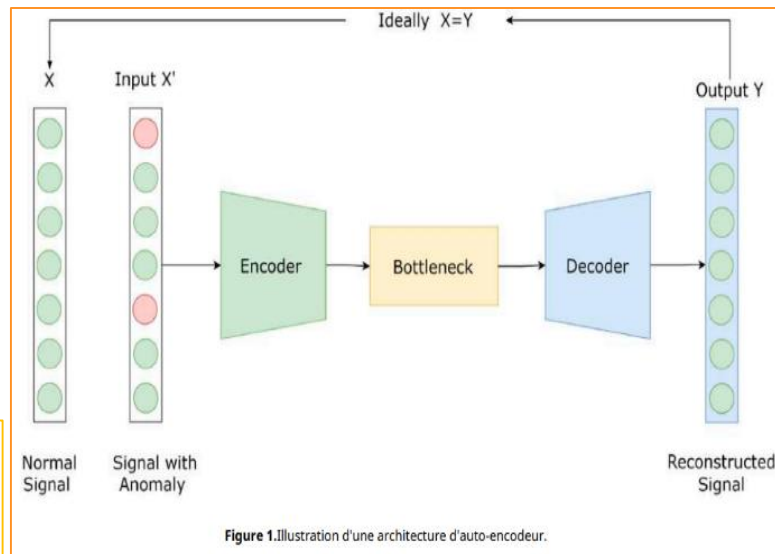 Ideally X=Y
X
Input X'
Output Y
Encoder
Bottleneck
Decoder
Normal
Signal
Signal with
Anomaly
Reconstructed
Signal
Figure 1.Illustration d'une architecture d'auto-encodeur.